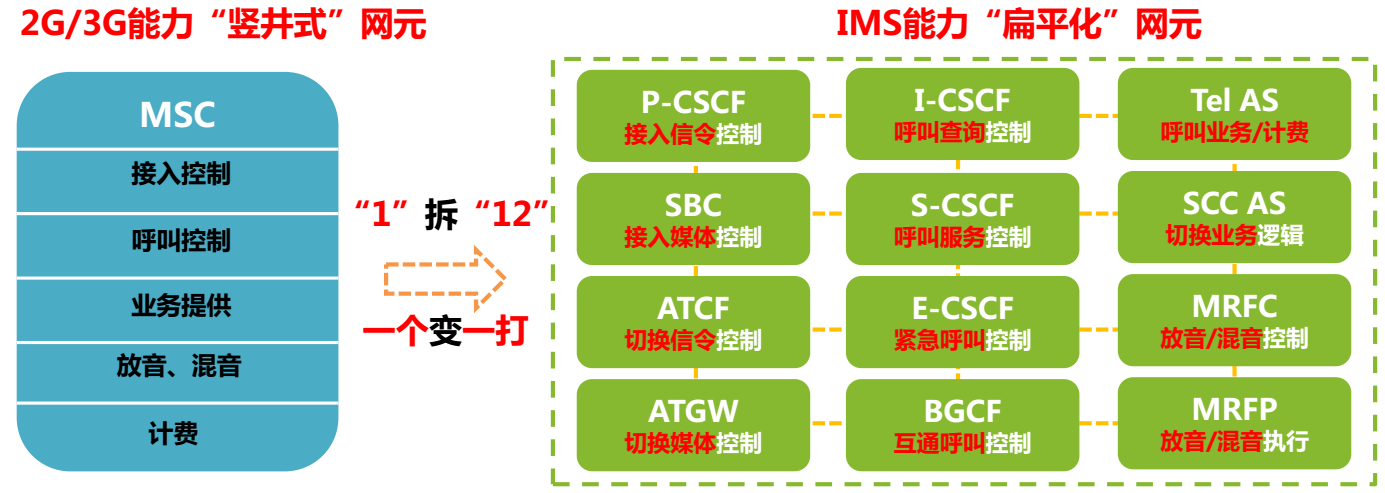 2G/3G能力“竖井式”网元
MSC
接入控制
呼叫控制
业务提供
放音、混音
计费
“1”拆“12”
一个变一打
IMS能力“扁平化”网元
P-CSCF
接入信令控制
I-CSCF
呼叫查询控制
Tel AS
呼叫业务/计费
SBC
接入媒体控制
S-CSCF
呼叫服务控制
SCC AS
切换业务逻辑
ATCF
切换信令控制
E-CSCF
紧急呼叫控制
MRFC
放音/混音控制
ATGW
切换媒体控制
BGCF
互通呼叫控制
MRFP
放音/混音执行